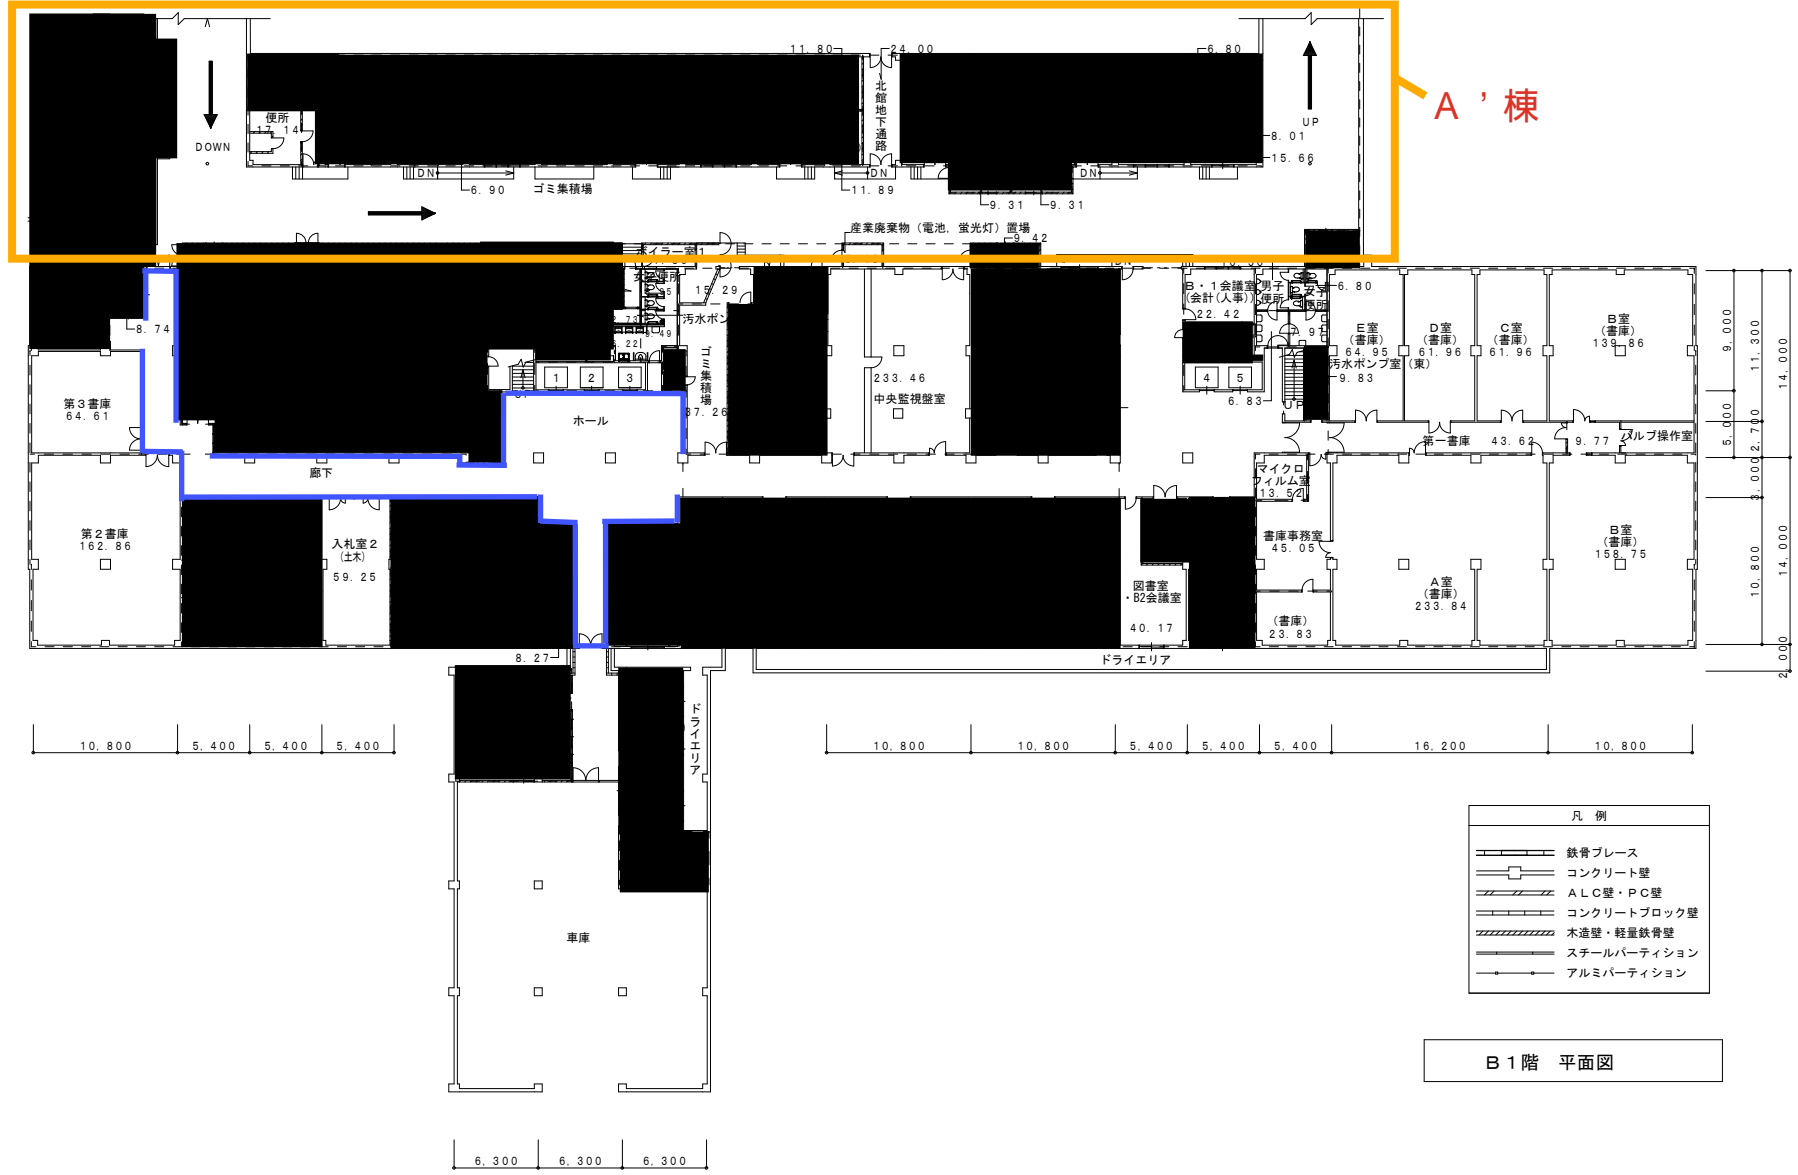 11.80
24.00
6.80
A ’ 棟
北館地下通路
便所
17.14
DOWN
UP
8.01
15.66
DN
DN
DN
6.90
ゴミ集積場
11.89
9.31
9.31
産業廃棄物（電池，蛍光灯）置場
9.42
ボイラー室1
15.29
汚水ポン
8.74
B・1会議室
(会計(人事))
22.42
男子
便所
女子
便所
6.80
E室
(書庫)
64.95
D室
(書庫)
61.96
C室
(書庫)
61.96
B室
(書庫)
139.86
汚水ポンプ室（東）
9.83
ゴミ集積場
37.26
233.46
中央監視盤室
1
2
3
4
5
6.83
UP
第3書庫
64.61
ホール
第一書庫
43.62
9.77
バルブ操作室
廊下
マイクロ
フィルム室
13.52
第2書庫
162.86
入札室2
(土木)
59.25
書庫事務室
45.05
B室
(書庫)
158.75
図書室
・B2会議室
40.17
A室
(書庫)
233.84
(書庫)
23.83
8.27
ドライエリア
ドライエリア
9,000
11,300
14,000
5,000
2,700
3,000
10,800
14,000
2,000
10,800
5,400
5,400
5,400
10,800
10,800
5,400
5,400
5,400
16,200
10,800
凡 例
鉄骨ブレース
コンクリート壁
ＡＬＣ壁・ＰＣ壁
コンクリートブロック壁
木造壁・軽量鉄骨壁
スチールパーティション
アルミパーティション
車庫
Ｂ１階 平面図
6,300
6,300
6,300